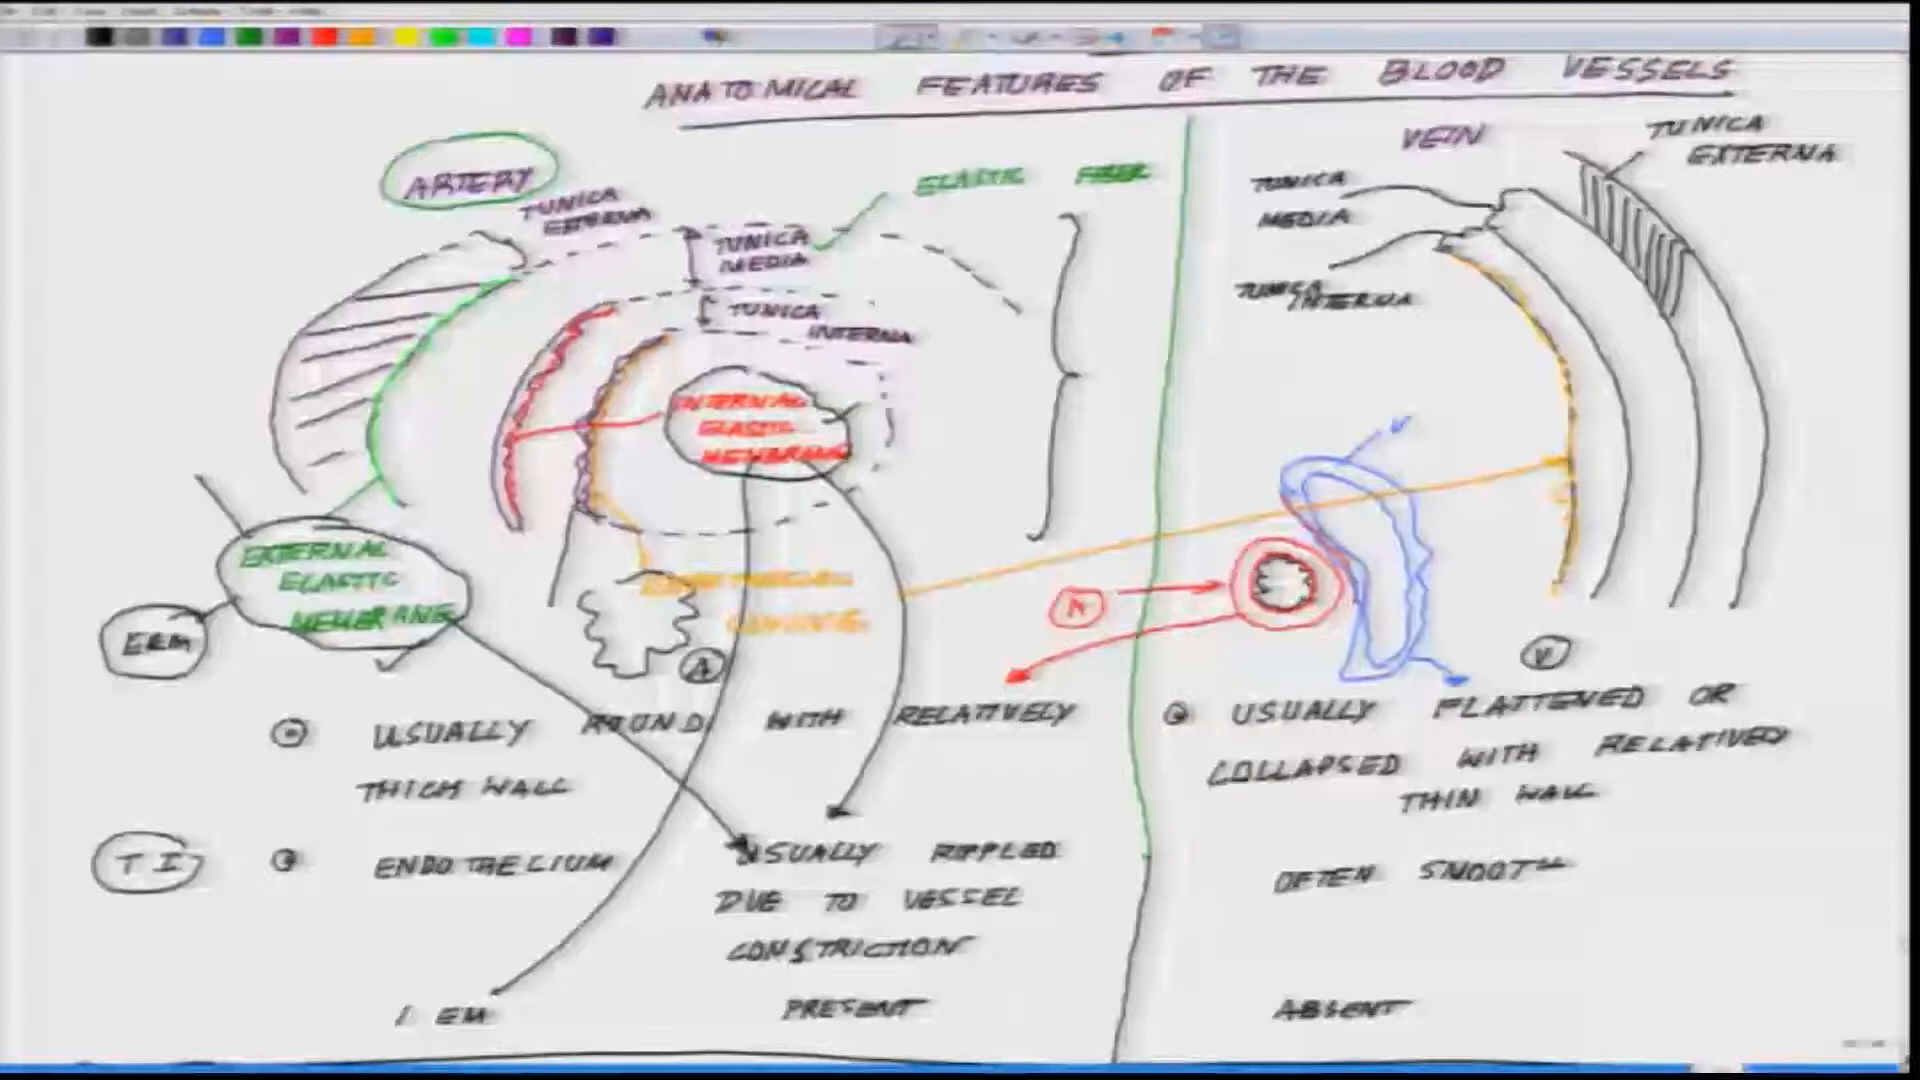 ANATOMICAL FEATURES OF THE BLOOD VESSELS
ARTERY
TUNICA
EXTERNA
TUNICA
MEDIA
TUNICA
INTERNA
ELASTIC FIBER
INTERNAL
ELASTIC
MEMBRANE
EXTERNAL
ELASTIC
MEMBRANE
LINING
A
VEIN
TUNICA
EXTERNA
TUNICA
MEDIA
TUNICA
INTERNA
A
V
USUALLY ROUND WITH RELATIVELY
THICK WALL
USUALLY FLATTENED OR
COLLAPSED WITH RELATIVELY
THIN WALL
TI
ENDOTHELIUM
USUALLY RIPPLED
DUE TO VESSEL
CONSTRICTION
OFTEN SMOOTH
IEM
PRESENT
ABSENT